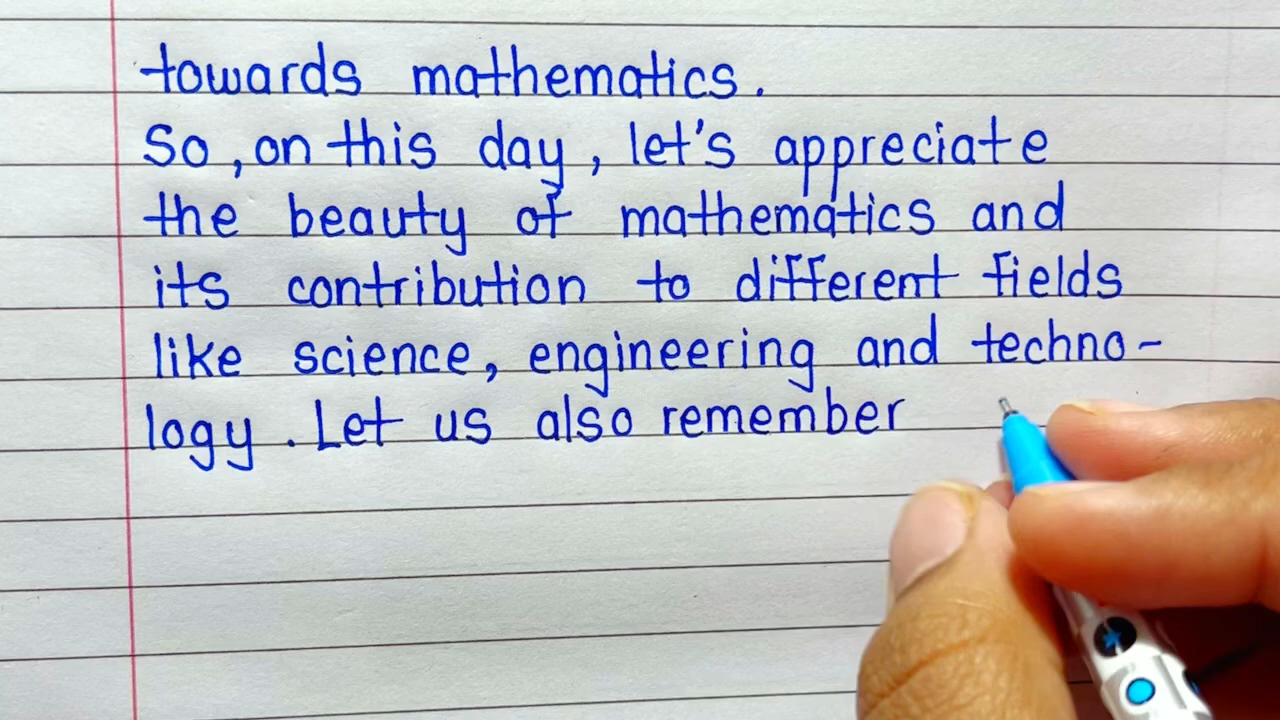 towards mathematics.
So, on this day, let's appreciate
the beauty of mathematics and
its contribution to different fields
like science, engineering and techno-
logy. Let us also remember